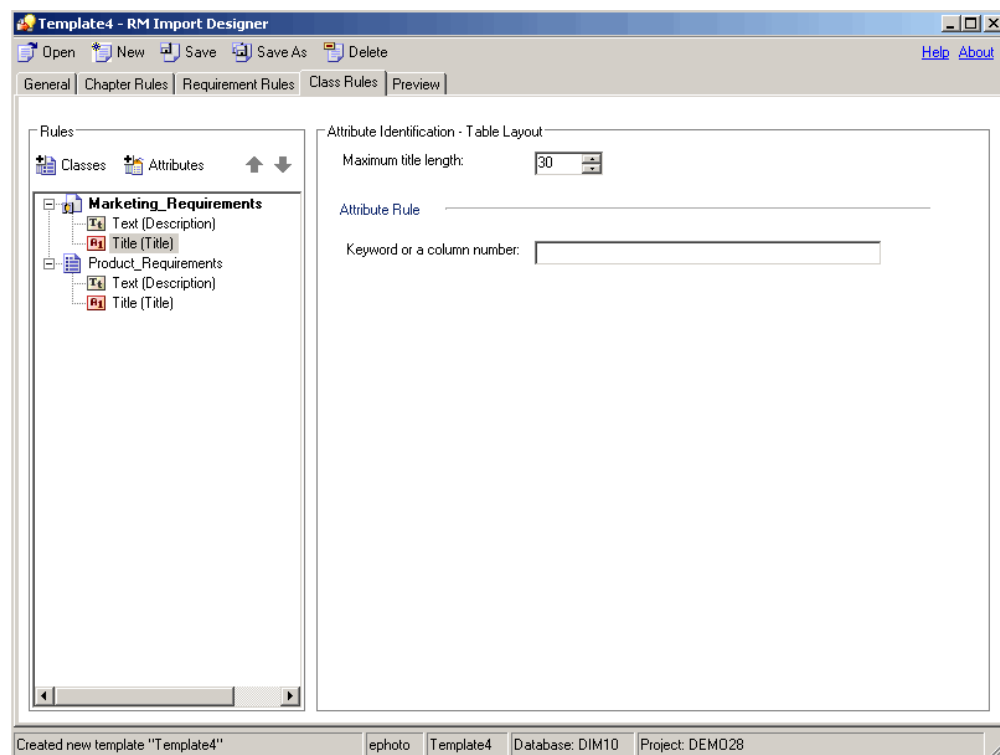 Template4 - RM Import Designer
Open New Save Save As Delete Help About
General Chapter Rules Requirement Rules Class Rules Preview
Rules
Classes Attributes
Marketing_Requirements
Text (Description)
Title (Title)
Product_Requirements
Text (Description)
Title (Title)
Attribute Identification - Table Layout
Maximum title length: 30
Attribute Rule
Keyword or a column number:
Created new template "Template4" ephoto Template4 Database: DIM10 Project: DEMO28